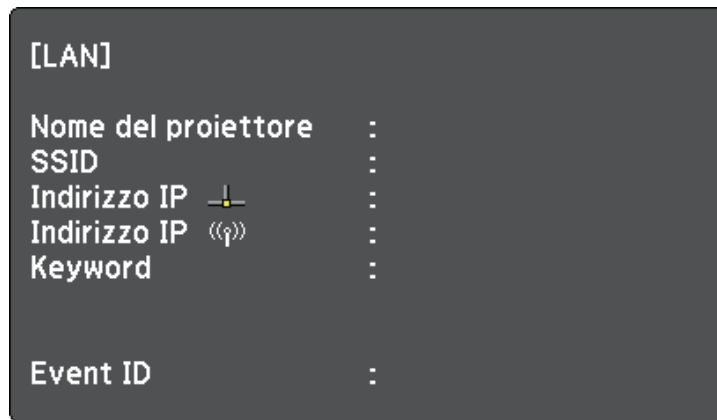 [LAN]
Nome del proiettore :
SSID :
Indirizzo IP :
Indirizzo IP :
Keyword :
Event ID :